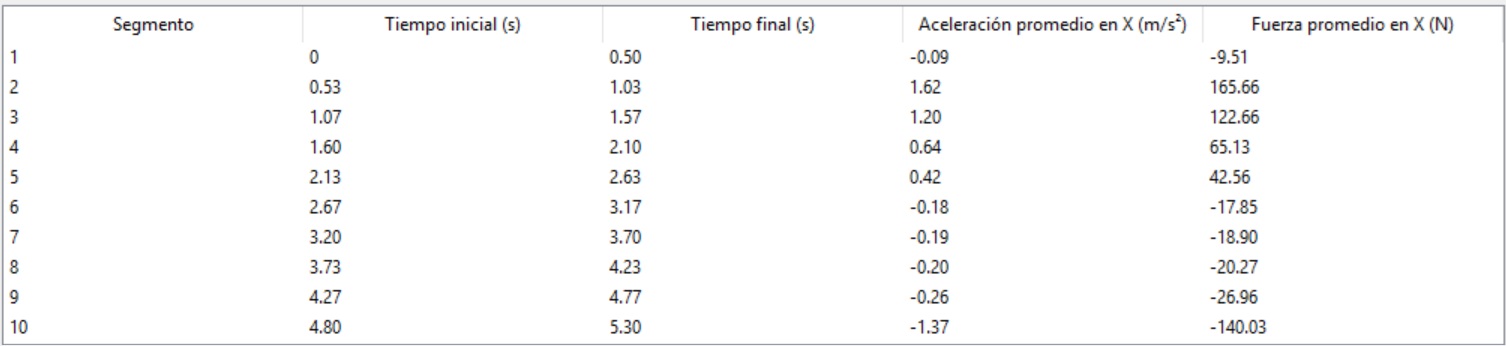 Segmento Tiempo inicial (s) Tiempo final (s) Aceleración promedio en X (m/s²) Fuerza promedio en X (N)
1 0 0.50 -0.09 -9.51
2 0.53 1.03 1.62 165.66
3 1.07 1.57 1.20 122.66
4 1.60 2.10 0.64 65.13
5 2.13 2.63 0.42 42.56
6 2.67 3.17 -0.18 -17.85
7 3.20 3.70 -0.19 -18.90
8 3.73 4.23 -0.20 -20.27
9 4.27 4.77 -0.26 -26.96
10 4.80 5.30 -1.37 -140.03